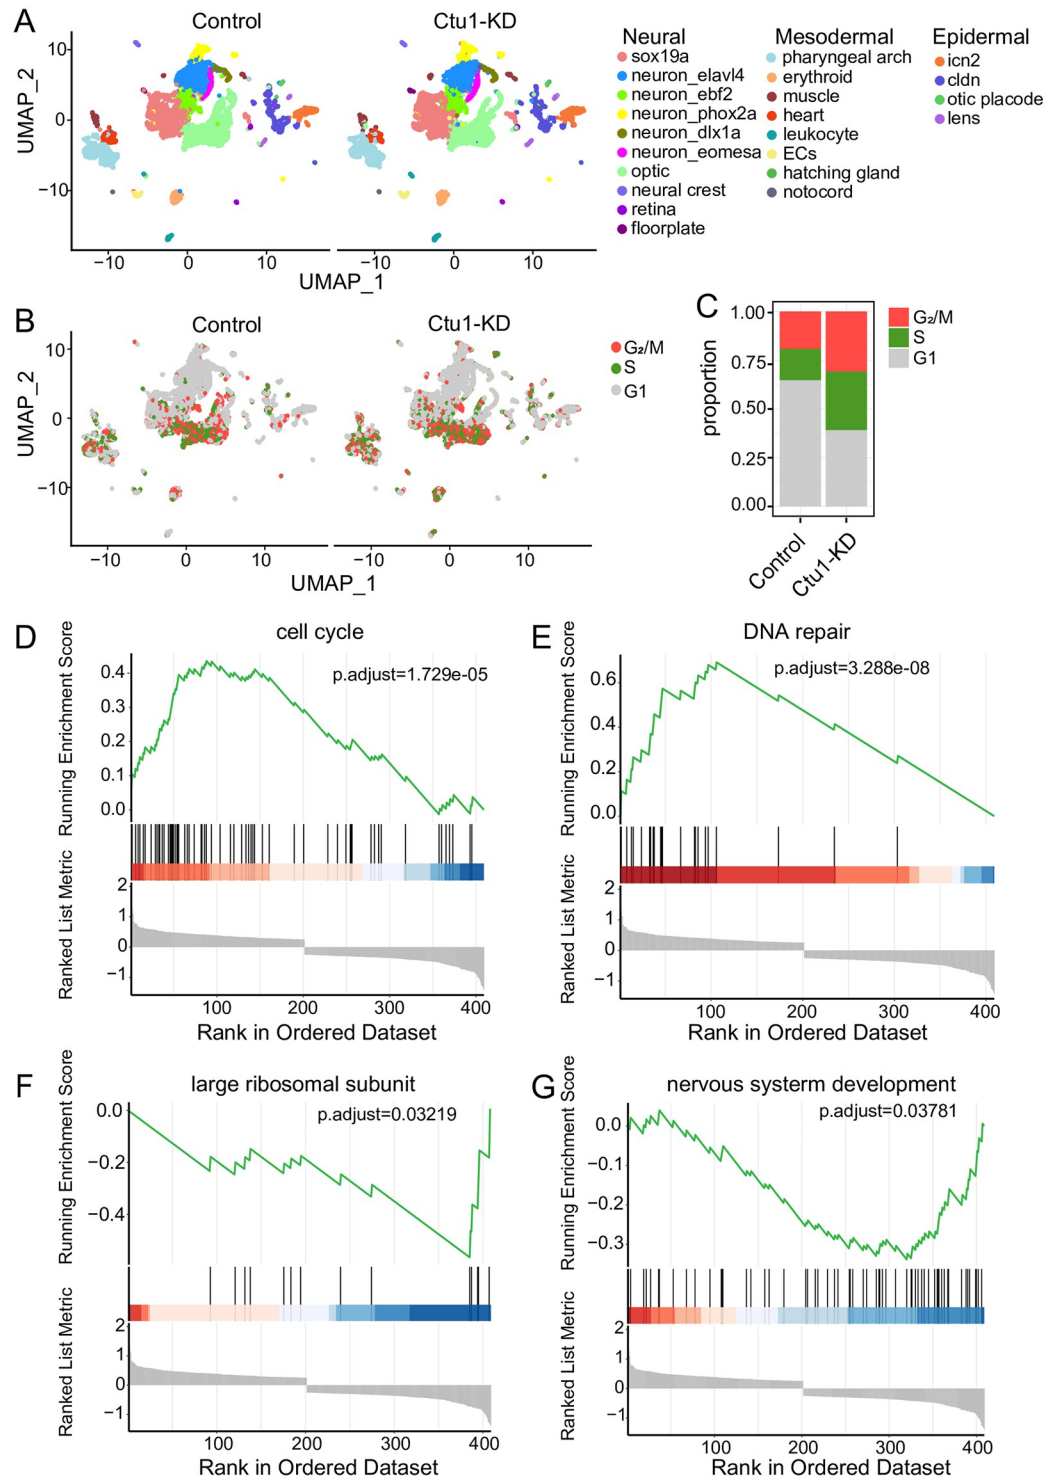 A
Control
Ctu1-KD
UMAP_2
10
0
−10
−10
0
10
−10
0
10
UMAP_1
Neural
sox19a
neuron_elavl4
neuron_ebf2
neuron_phox2a
neuron_dlx1a
neuron_eomesa
optic
neural crest
retina
floorplate
Mesodermal
pharyngeal arch
erythroid
muscle
heart
leukocyte
ECs
hatching gland
notocord
Epidermal
icn2
cldn
otic placode
lens
B
Control
Ctu1-KD
UMAP_2
10
0
−10
−10
0
10
−10
0
10
UMAP_1
G₂/M
S
G1
C
proportion
1.00
0.75
0.50
0.25
0.00
Control
Ctu1-KD
G₂/M
S
G1
D
cell cycle
p.adjust=1.729e-05
Running Enrichment Score
0.4
0.3
0.2
0.1
0.0
Ranked List Metric
2
1
0
−1
100
200
300
400
Rank in Ordered Dataset
E
DNA repair
p.adjust=3.288e-08
Running Enrichment Score
0.6
0.4
0.2
0.0
Ranked List Metric
2
1
0
−1
100
200
300
400
Rank in Ordered Dataset
F
large ribosomal subunit
p.adjust=0.03219
Running Enrichment Score
0.0
−0.2
−0.4
Ranked List Metric
2
1
0
−1
100
200
300
400
Rank in Ordered Dataset
G
nervous systerm development
p.adjust=0.03781
Running Enrichment Score
0.0
−0.1
−0.2
−0.3
Ranked List Metric
2
1
0
−1
100
200
300
400
Rank in Ordered Dataset